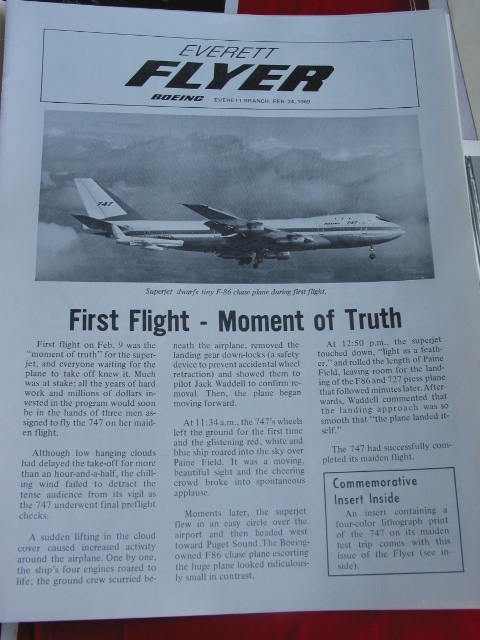 EVERETT
FLYER
BOEING EVERETT BRANCH, FEB. 24, 1969
747
747
Superjet dwarfs tiny F-86 chase plane during first flight.
First Flight - Moment of Truth
First flight on Feb. 9 was the
"moment of truth" for the super-
jet, and everyone waiting for the
plane to take off knew it. Much
was at stake; all the years of hard
work and millions of dollars in-
vested in the program would soon
be in the hands of three men as-
signed to fly the 747 on her maid-
en flight.
Although low hanging clouds
had delayed the take-off for more
than an hour-and-a-half, the chill-
ing wind failed to detract the
tense audience from its vigil as
the 747 underwent final preflight
checks.
A sudden lifting in the cloud
cover caused increased activity
around the airplane. One by one,
the ship's four engines roared to
life; the ground crew scurried be-
neath the airplane, removed the
landing gear down-locks (a safety
device to prevent accidental wheel
retraction) and showed them to
pilot Jack Waddell to confirm re-
moval. Then, the plane began
moving forward.
At 11:34 a.m., the 747's wheels
left the ground for the first time
and the glistening red, white and
blue ship roared into the sky over
Paine Field. It was a moving,
beautiful sight and the cheering
crowd broke into spontaneous
applause.
Moments later, the superjet
flew in an easy circle over the
airport and then headed west
toward Puget Sound. The Boeing-
owned F86 chase plane escorting
the huge plane looked ridiculous-
ly small in contrast.
At 12:50 p.m., the superjet
touched down, "light as a feath-
er," and rolled the length of Paine
Field, leaving room for the land-
ing of the F86 and 727 press plane
that followed minutes later. After-
wards, Waddell commented that
the landing approach was so
smooth that "the plane landed it-
self."
The 747 had successfully com-
pleted its maiden flight.
Commemorative
Insert Inside
An insert containing a
four-color lithograph print
of the 747 on its maiden
test trip comes with this
issue of the Flyer (see in-
side).